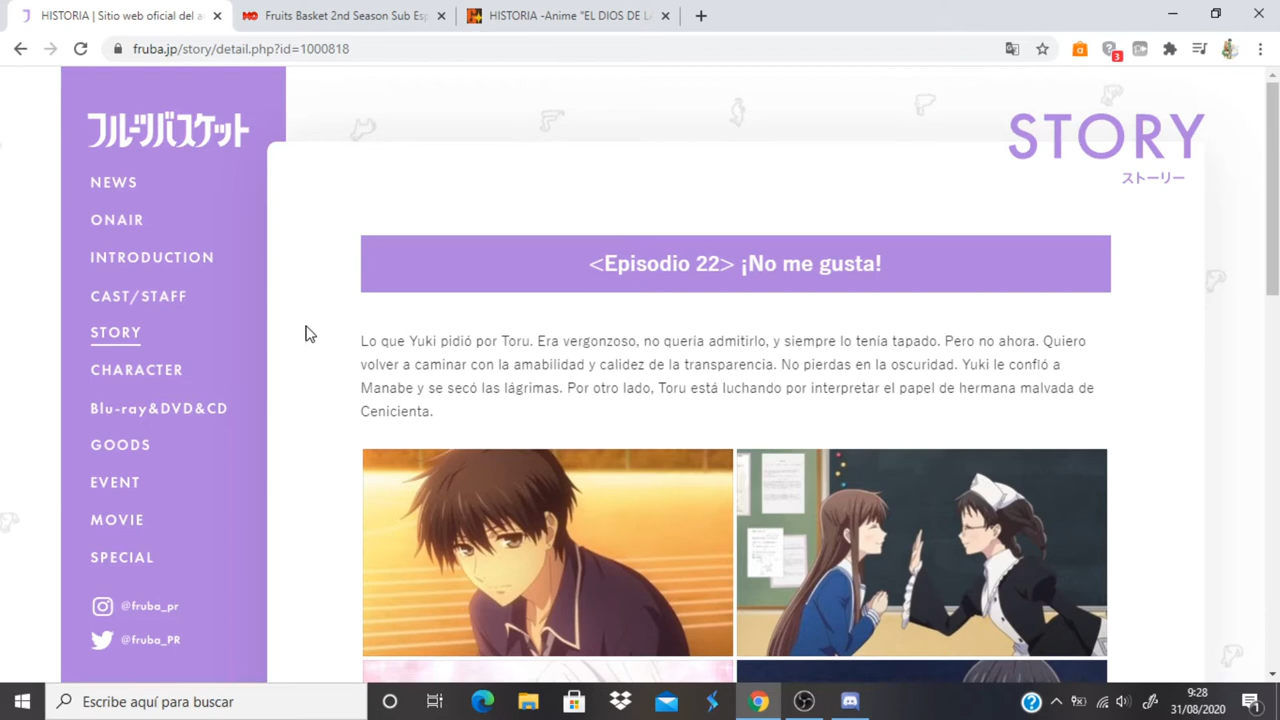 HISTORIA | Sitio web oficial del a
Fruits Basket 2nd Season Sub Esp
HISTORIA -Anime "EL DIOS DE LA
fruba.jp/story/detail.php?id=1000818
3
フルーツバスケット
NEWS
ONAIR
INTRODUCTION
CAST/STAFF
STORY
CHARACTER
Blu-ray&DVD&CD
GOODS
EVENT
MOVIE
SPECIAL
@fruba_pr
@fruba_PR
STORY
ストーリー
<Episodio 22> ¡No me gusta!
Lo que Yuki pidió por Toru. Era vergonzoso, no quería admitirlo, y siempre lo tenía tapado. Pero no ahora. Quiero
volver a caminar con la amabilidad y calidez de la transparencia. No pierdas en la oscuridad. Yuki le confió a
Manabe y se secó las lágrimas. Por otro lado, Toru está luchando por interpretar el papel de hermana malvada de
Cenicienta.
Escribe aquí para buscar
9:28
31/08/2020
1